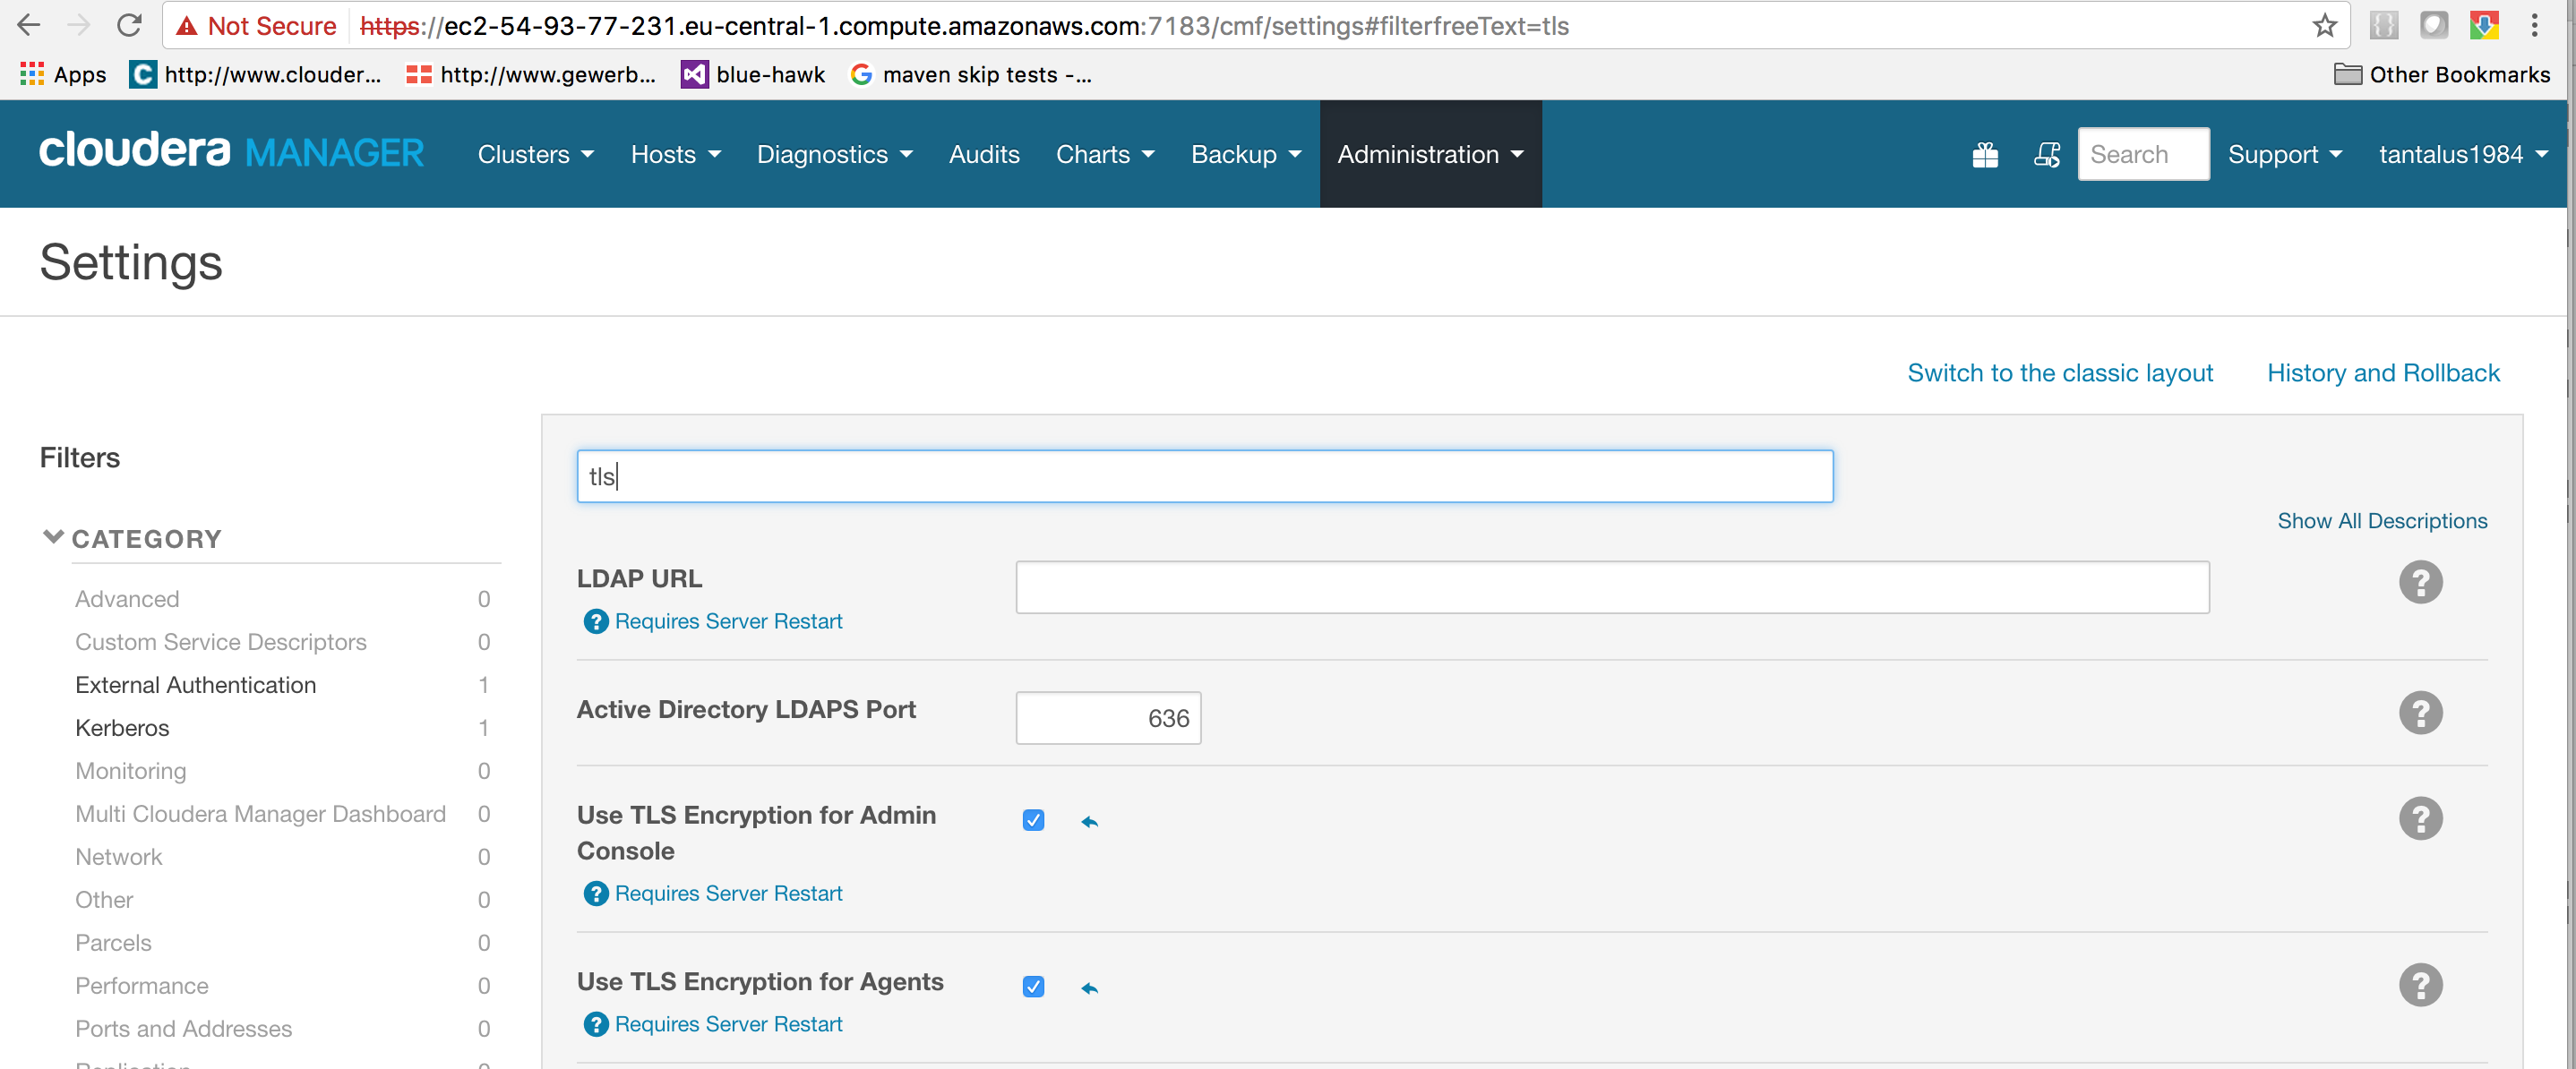 Not Secure https://ec2-54-93-77-231.eu-central-1.compute.amazonaws.com:7183/cmf/settings#filterfreeText=tls
Apps http://www.clouder... http://www.gewerb... blue-hawk maven skip tests -... Other Bookmarks
cloudera MANAGER Clusters Hosts Diagnostics Audits Charts Backup Administration Search Support tantalus1984
Settings
Switch to the classic layout History and Rollback
Filters
CATEGORY
Advanced 0
Custom Service Descriptors 0
External Authentication 1
Kerberos 1
Monitoring 0
Multi Cloudera Manager Dashboard 0
Network 0
Other 0
Parcels 0
Performance 0
Ports and Addresses 0
tls
Show All Descriptions
LDAP URL
Requires Server Restart
Active Directory LDAPS Port 636
Use TLS Encryption for Admin
Console
Requires Server Restart
Use TLS Encryption for Agents
Requires Server Restart